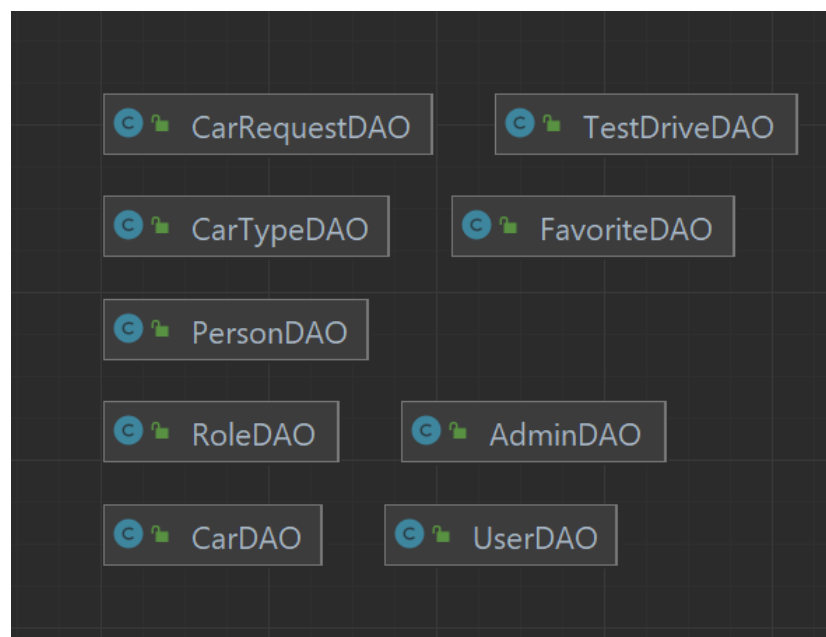 C CarRequestDAO
C TestDriveDAO
C CarTypeDAO
C FavoriteDAO
C PersonDAO
C RoleDAO
C AdminDAO
C CarDAO
C UserDAO